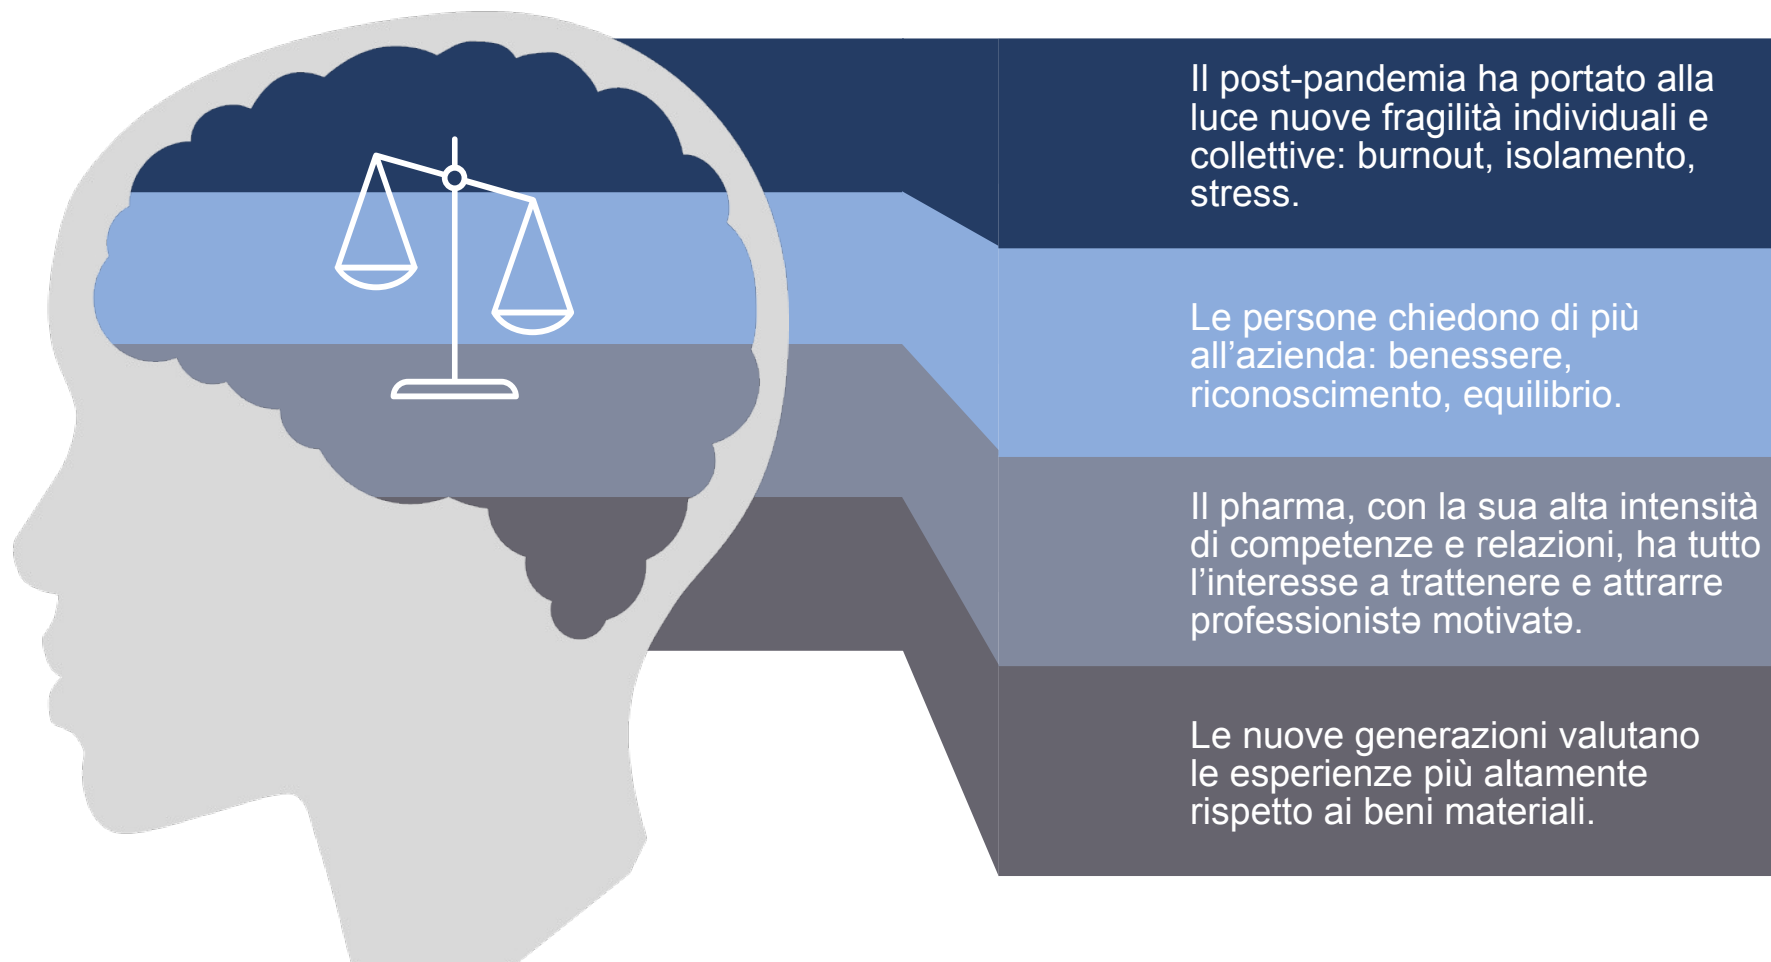 Il post-pandemia ha portato alla
luce nuove fragilità individuali e
collettive: burnout, isolamento,
stress.
Le persone chiedono di più
all’azienda: benessere,
riconoscimento, equilibrio.
Il pharma, con la sua alta intensità
di competenze e relazioni, ha tutto
l’interesse a trattenere e attrarre
professionistə motivatə.
Le nuove generazioni valutano
le esperienze più altamente
rispetto ai beni materiali.